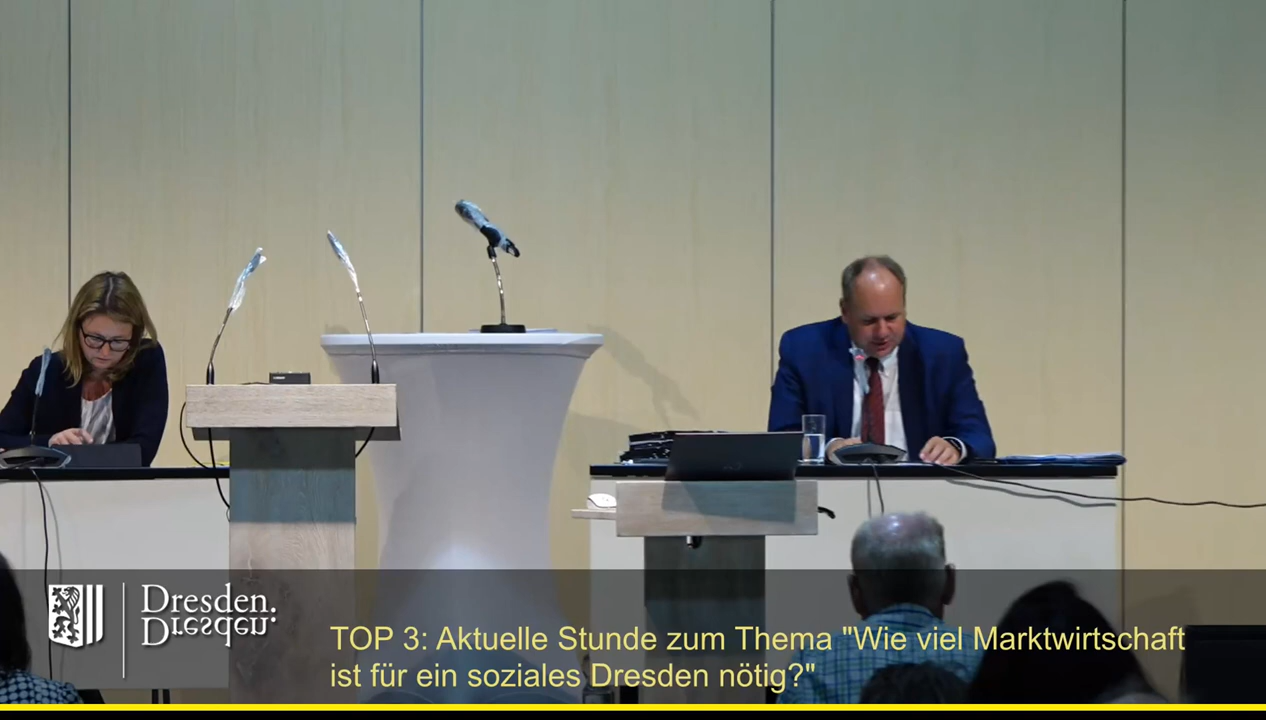 Dresden.
Dresden.
TOP 3: Aktuelle Stunde zum Thema "Wie viel Marktwirtschaft
ist für ein soziales Dresden nötig?"